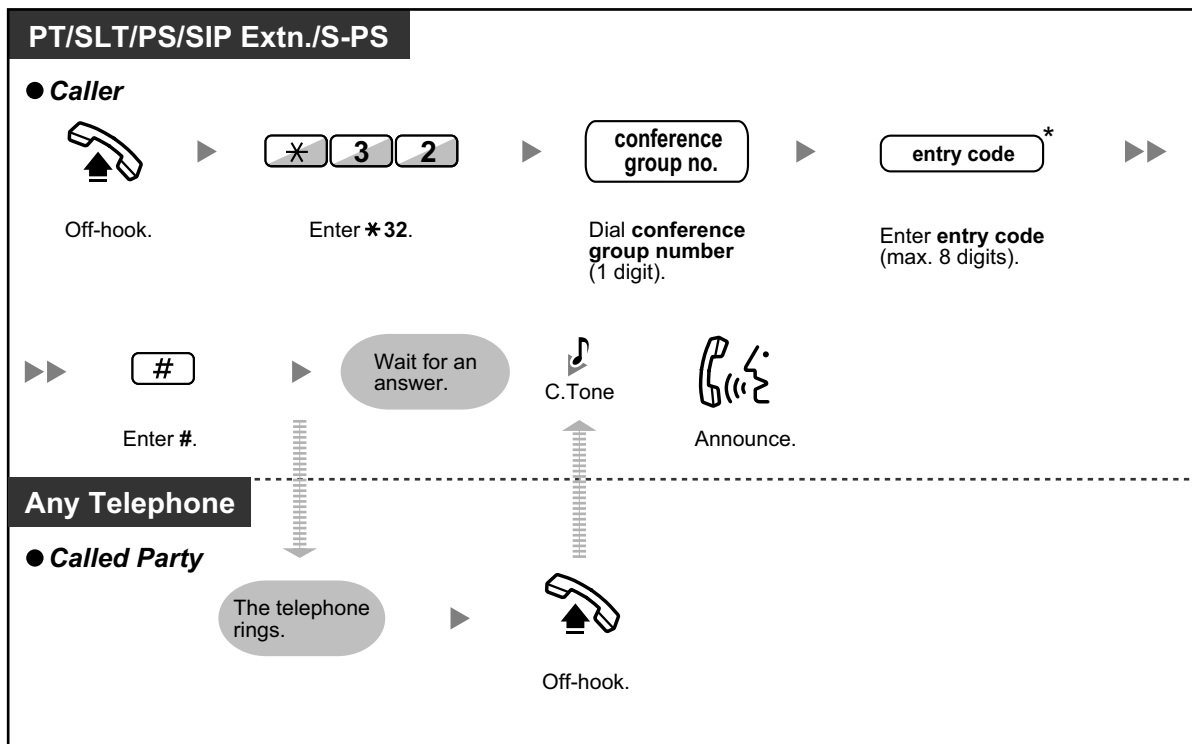 PT/SLT/PS/SIP Extn./S-PS
● Caller
✳ 3 2
conference
group no.
entry code *
Off-hook.
Enter ✳32.
Dial conference
group number
(1 digit).
Enter entry code
(max. 8 digits).
#
Wait for an
answer.
C.Tone
Enter #.
Announce.
Any Telephone
● Called Party
The telephone
rings.
Off-hook.